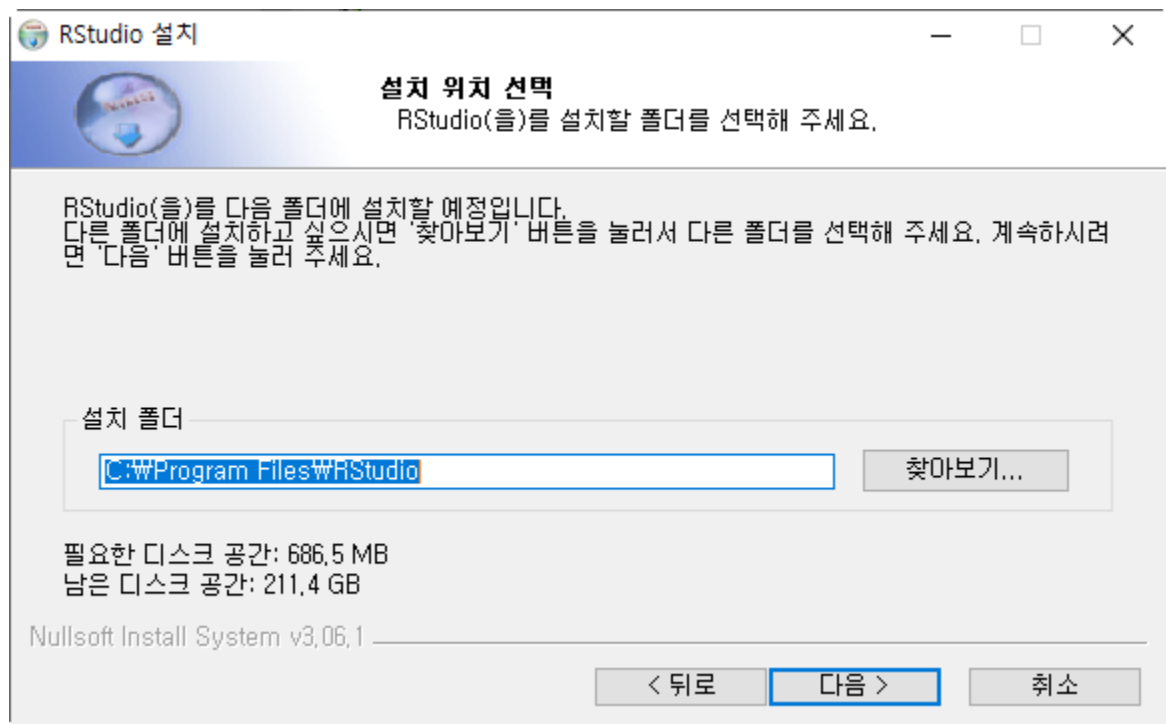 RStudio 설치
설치 위치 선택
RStudio(을)를 설치할 폴더를 선택해 주세요.
RStudio(을)를 다음 폴더에 설치할 예정입니다.
다른 폴더에 설치하고 싶으시면 '찾아보기' 버튼을 눌러서 다른 폴더를 선택해 주세요. 계속하시려
면 '다음' 버튼을 눌러 주세요.
설치 폴더
C:₩Program Files₩RStudio
찾아보기...
필요한 디스크 공간: 686.5 MB
남은 디스크 공간: 211.4 GB
Nullsoft Install System v3.06.1
< 뒤로
다음 >
취소